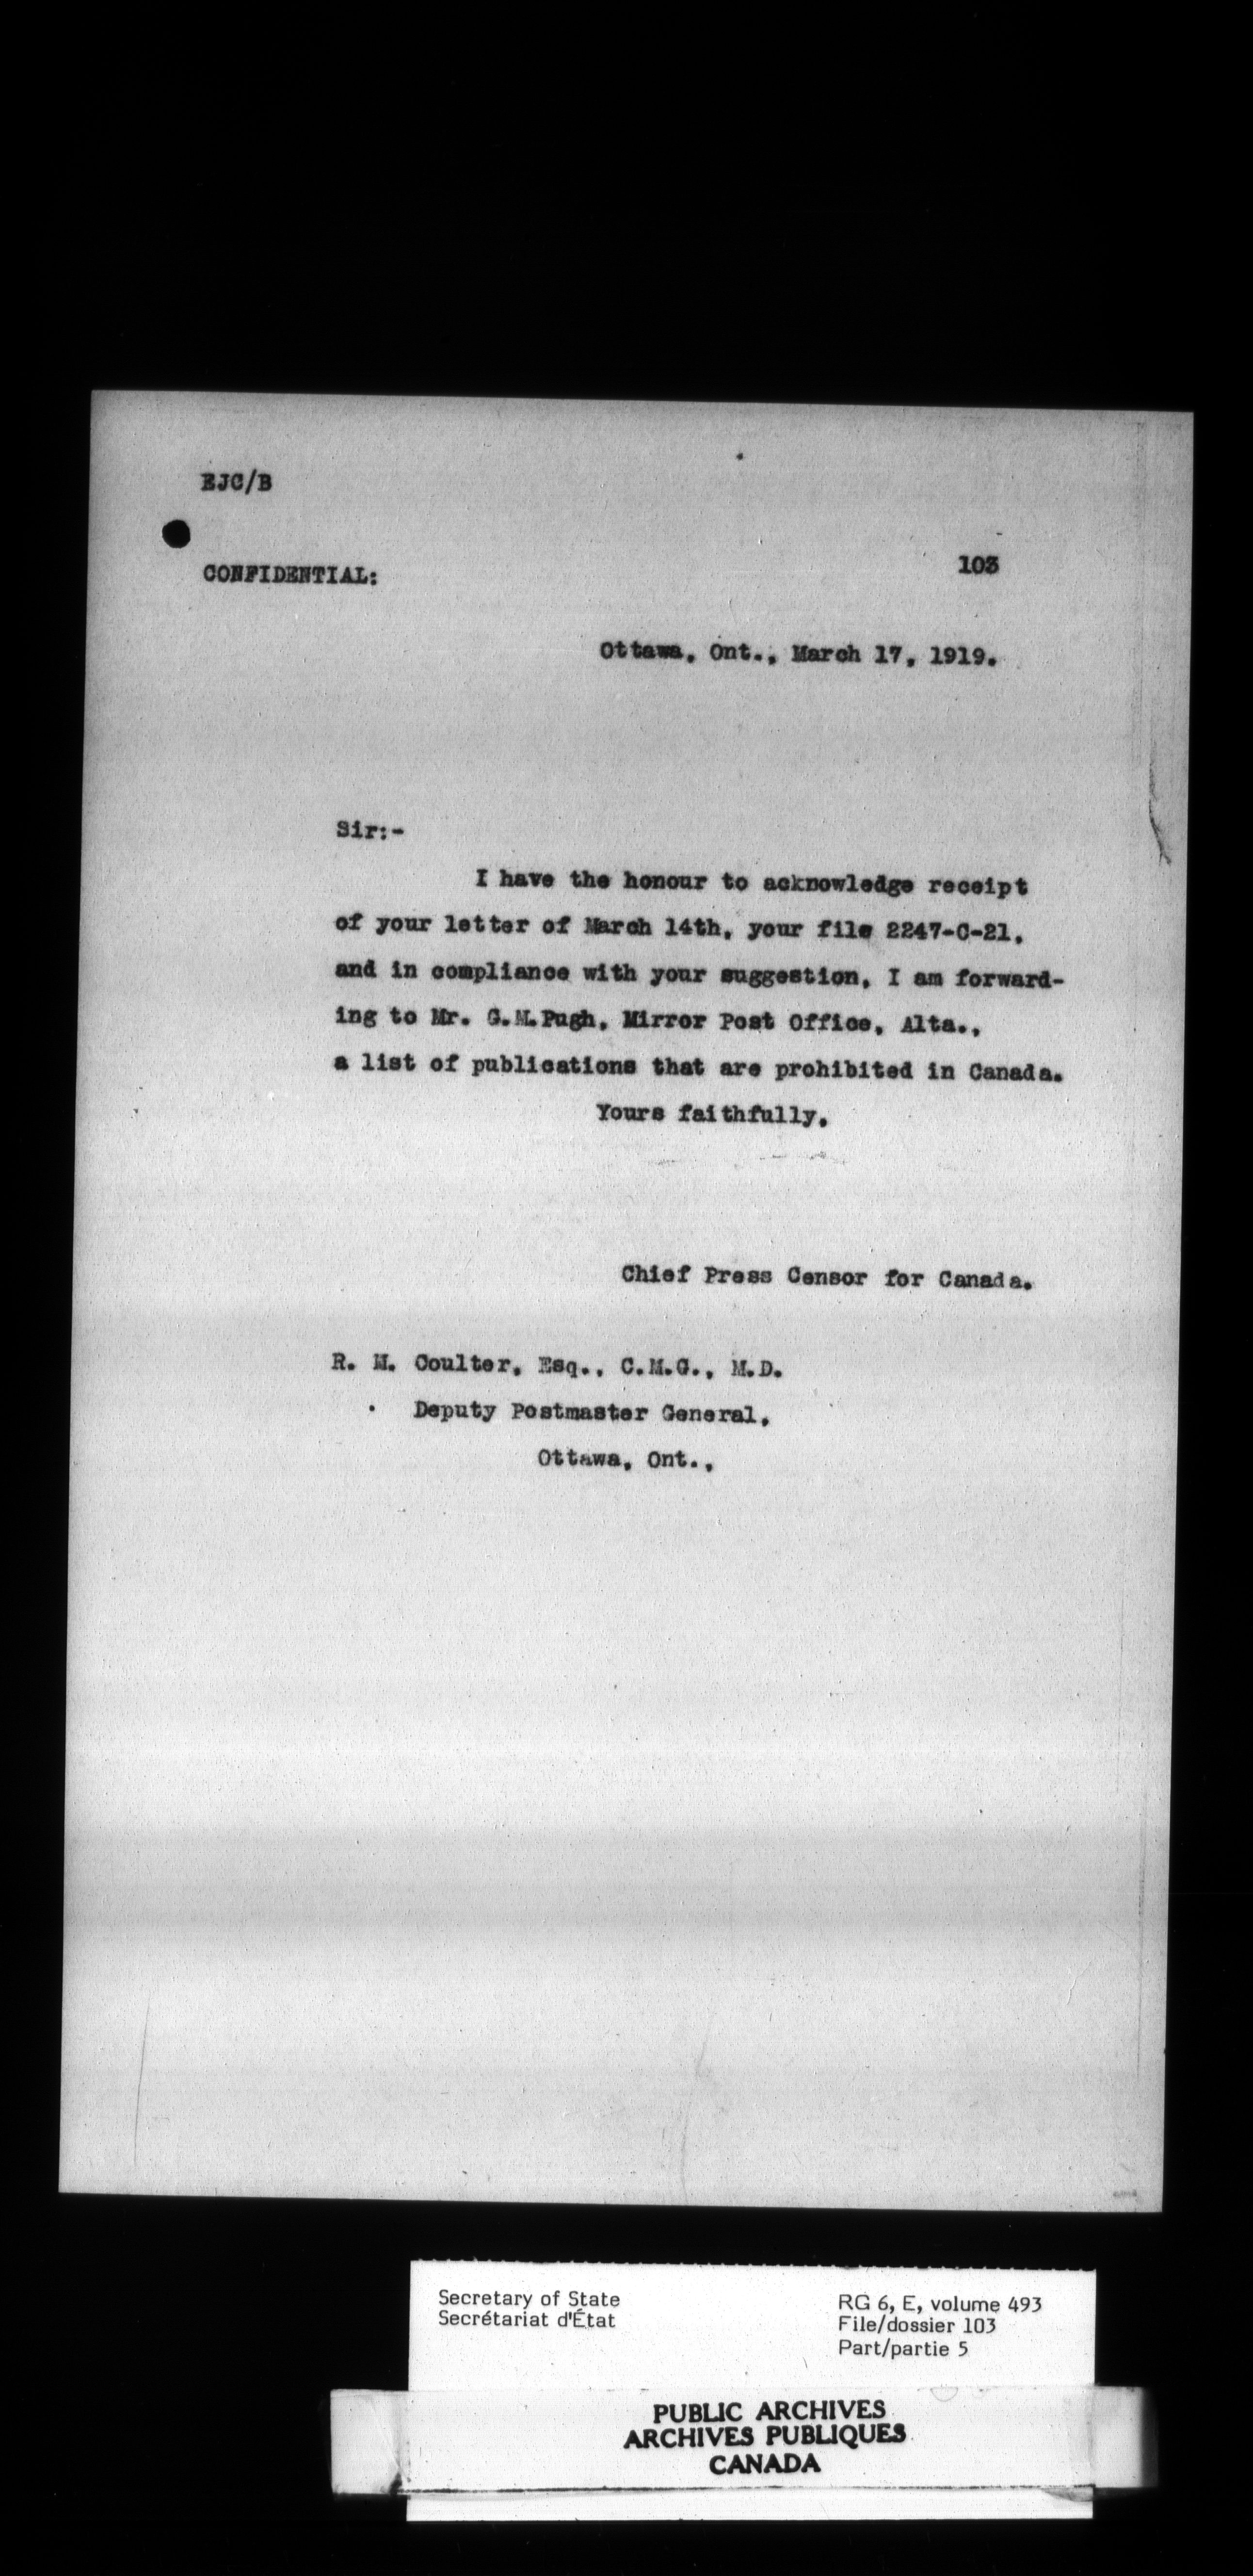 EJC/B
CONFIDENTIAL:
103
Ottawa, Ont., March 17, 1919.
Sir:-
I have the honour to acknowledge receipt
of your letter of March 14th, your file 2247-C-21,
and in compliance with your suggestion, I am forward-
ing to Mr. G.M.Pugh, Mirror Post Office, Alta.,
a list of publications that are prohibited in Canada.
Yours faithfully,
Chief Press Censor for Canada.
R. M. Coulter, Esq., C.M.G., M.D.
Deputy Postmaster General,
Ottawa, Ont.,
Secretary of State
Secrétariat d'État
RG 6, E, volume 493
File/dossier 103
Part/partie 5
PUBLIC ARCHIVES
ARCHIVES PUBLIQUES
CANADA